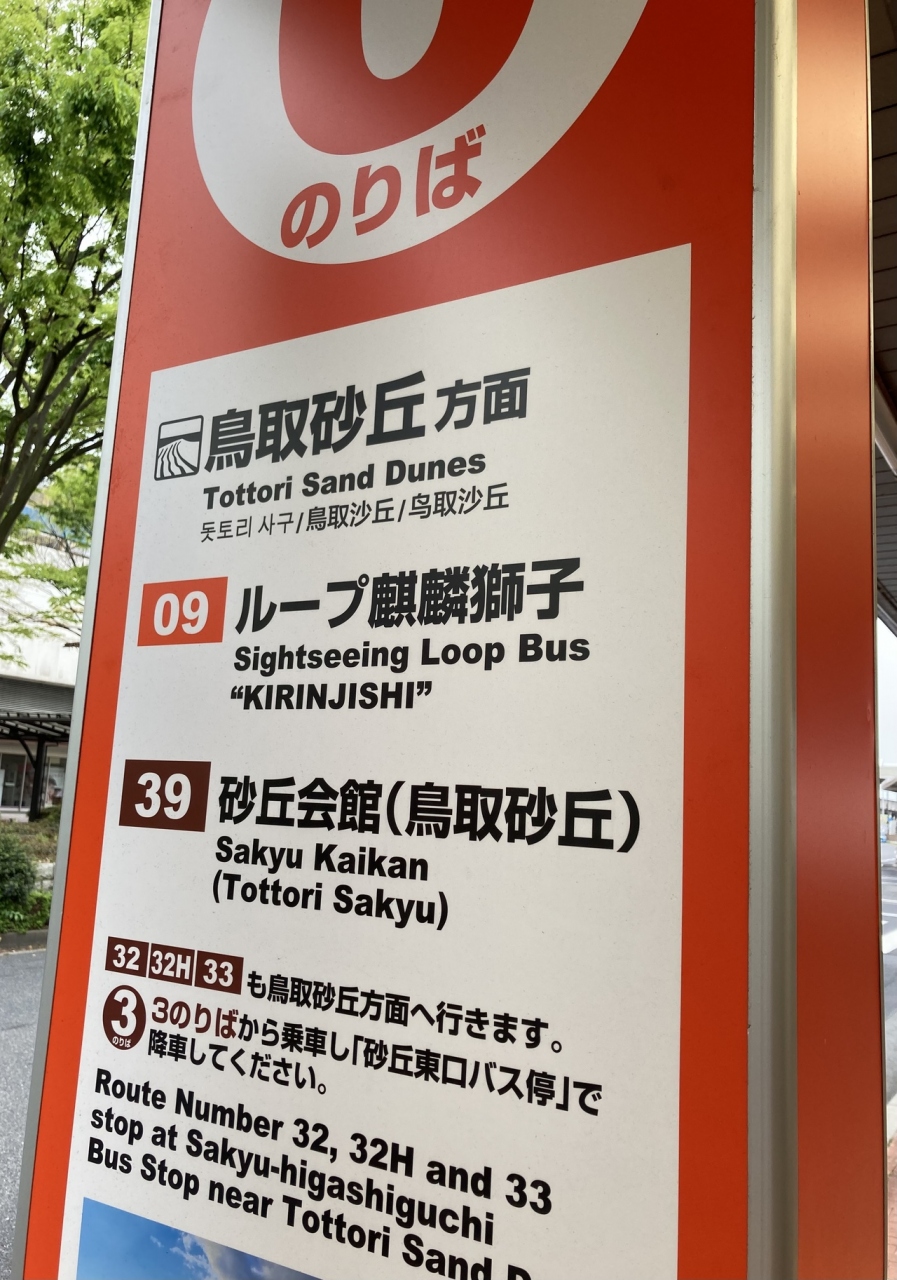 のりば
鳥取砂丘方面
Tottori Sand Dunes
돗토리 사구/鳥取沙丘/鸟取沙丘
09 ループ麒麟獅子
Sightseeing Loop Bus
“KIRINJISHI”
39 砂丘会館(鳥取砂丘)
Sakyu Kaikan
(Tottori Sakyu)
32 32H 33 も鳥取砂丘方面へ行きます。
3 のりば 3のりばから乗車し「砂丘東口バス停」で
降車してください。
Route Number 32, 32H and 33
stop at Sakyu-higashiguchi
Bus Stop near Tottori Sand